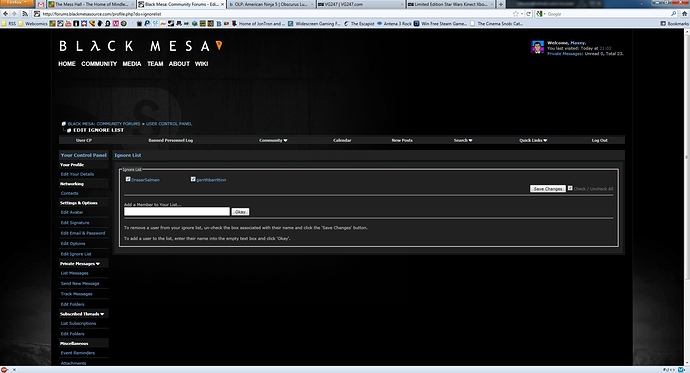 Firefox
The Mess Hall - The Home of Mindle...
Black Mesa: Community Forums - Edi...
OLP: American Ninja 5 | Obscurus Lu...
VG247 | VG247.com
Limited Edition Star Wars Kinect Xbo...
forums.blackmesasource.com/profile.php?do=ignorelist
Google
RSS
Welcomes
Home of JonTron and ...
The Escapist
Antena 3 Rock
Win Free Steam Game...
The Cinema Snob: Cal...
Bookmarks
BLACK MESA
Welcome, Maxey.
You last visited: Today at 21:02
Private Messages: Unread 0, Total 23.
HOME COMMUNITY MEDIA TEAM ABOUT WIKI
BLACK MESA: COMMUNITY FORUMS > USER CONTROL PANEL
EDIT IGNORE LIST
User CP
Banned Personnel Log
Community
Calendar
New Posts
Search
Quick Links
Log Out
Your Control Panel
Your Profile
Edit Your Details
Networking
Contacts
Settings & Options
Edit Avatar
Edit Signature
Edit Email & Password
Edit Options
Edit Ignore List
Private Messages
List Messages
Send New Message
Track Messages
Edit Folders
Subscribed Threads
List Subscriptions
Edit Folders
Miscellaneous
Event Reminders
Attachments
Ignore List
Ignore List
Save Changes
Check / Uncheck All
Add a Member to Your List...
Okay
To remove a user from your ignore list, un-check the box associated with their name and click the 'Save Changes' button.
To add a user to the list, enter their name into the empty text box and click 'Okay'.